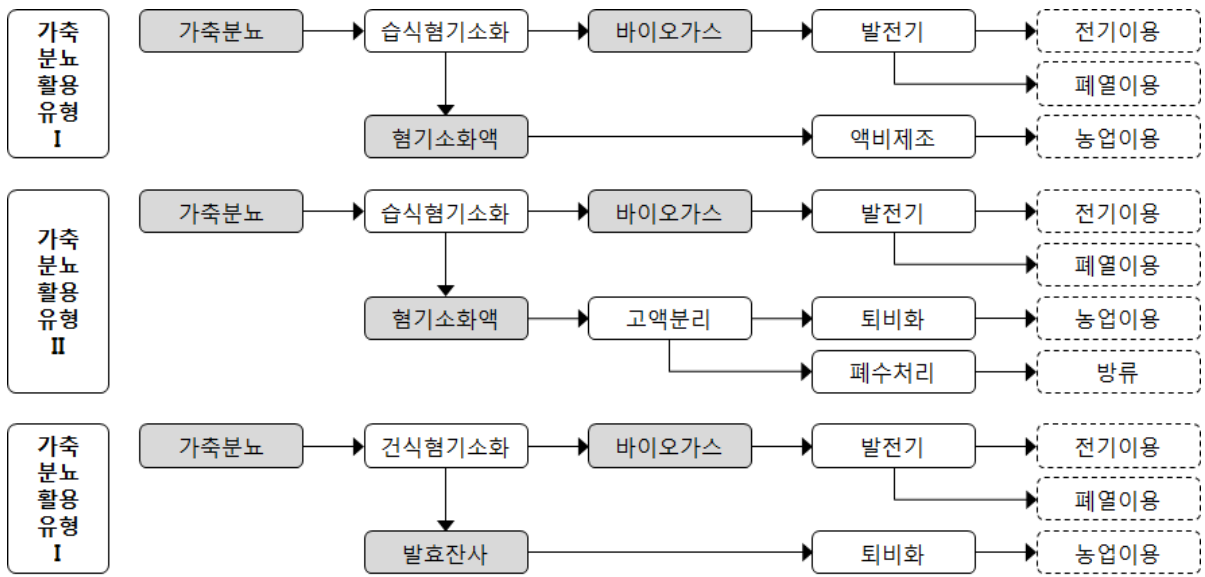 가축
분뇨
활용
유형
I
가축분뇨
습식혐기소화
바이오가스
발전기
전기이용
폐열이용
혐기소화액
액비제조
농업이용
가축
분뇨
활용
유형
II
가축분뇨
습식혐기소화
바이오가스
발전기
전기이용
폐열이용
혐기소화액
고액분리
퇴비화
농업이용
폐수처리
방류
가축
분뇨
활용
유형
I
가축분뇨
건식혐기소화
바이오가스
발전기
전기이용
폐열이용
발효잔사
퇴비화
농업이용